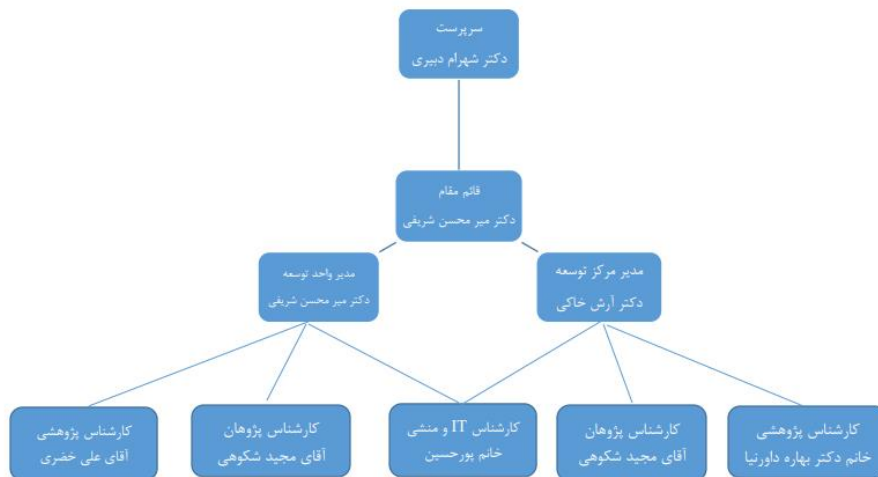 سرپرست
دکتر شهرام دبیری
قائم مقام
دکتر میر محسن شریفی
مدیر مرکز توسعه
دکتر آرش خاکی
مدیر واحد توسعه
دکتر میر محسن شریفی
کارشناس پژوهشی
خانم دکتر بهاره داورنیا
کارشناس پژوهان
آقای مجید شکوهی
کارشناس IT و منشی
خانم پورحسین
کارشناس پژوهان
آقای مجید شکوهی
کارشناس پژوهشی
آقای علی خضری